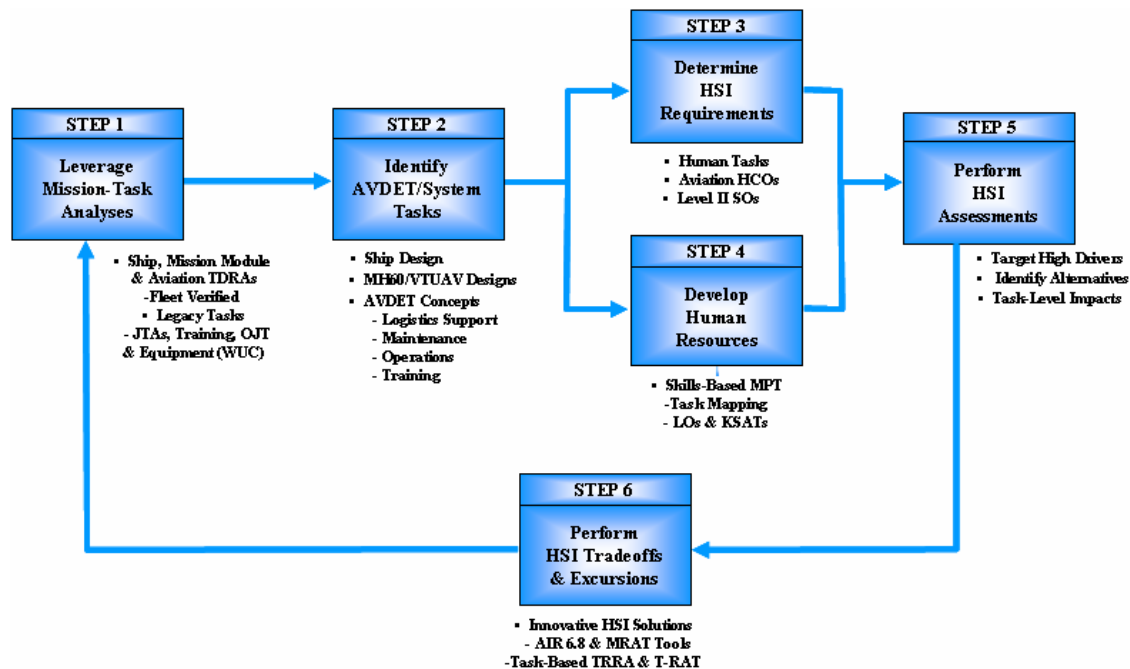 STEP 1
Leverage
Mission-Task
Analyses
▪ Ship, Mission Module
& Aviation TDRAs
-Fleet Verified
▪ Legacy Tasks
- JTAs, Training, OJT
& Equipment (WUC)
STEP 2
Identify
AVDET/System
Tasks
▪ Ship Design
▪ MH60/VTUAV Designs
▪ AVDET Concepts
- Logistics Support
- Maintenance
- Operations
- Training
STEP 3
Determine
HSI
Requirements
▪ Human Tasks
▪ Aviation HCOs
▪ Level II SOs
STEP 4
Develop
Human
Resources
▪ Skills-Based MPT
-Task Mapping
- LOs & KSATs
STEP 5
Perform
HSI
Assessments
▪ Target High Drivers
▪ Identify Alternatives
▪ Task-Level Impacts
STEP 6
Perform
HSI Tradeoffs
& Excursions
▪ Innovative HSI Solutions
- AIR 6.8 & MRAT Tools
-Task-Based TRRA & T-RAT